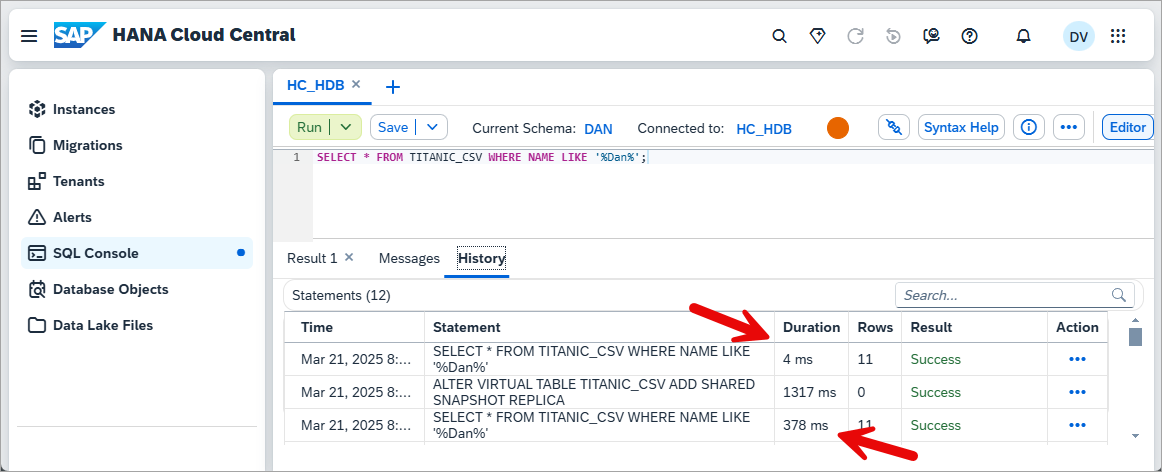 SAP HANA Cloud Central
DV
Instances
Migrations
Tenants
Alerts
SQL Console
Database Objects
Data Lake Files
HC_HDB
Run Save Current Schema: DAN Connected to: HC_HDB Syntax Help Editor
1 SELECT * FROM TITANIC_CSV WHERE NAME LIKE '%Dan%';
Result 1 Messages History
Statements (12) Search...
Time Statement Duration Rows Result Action
Mar 21, 2025 8:... SELECT * FROM TITANIC_CSV WHERE NAME LIKE 4 ms 11 Success
'%Dan%'
Mar 21, 2025 8:... ALTER VIRTUAL TABLE TITANIC_CSV ADD SHARED 1317 ms 0 Success
SNAPSHOT REPLICA
Mar 21, 2025 8:... SELECT * FROM TITANIC_CSV WHERE NAME LIKE 378 ms 11 Success
'%Dan%'